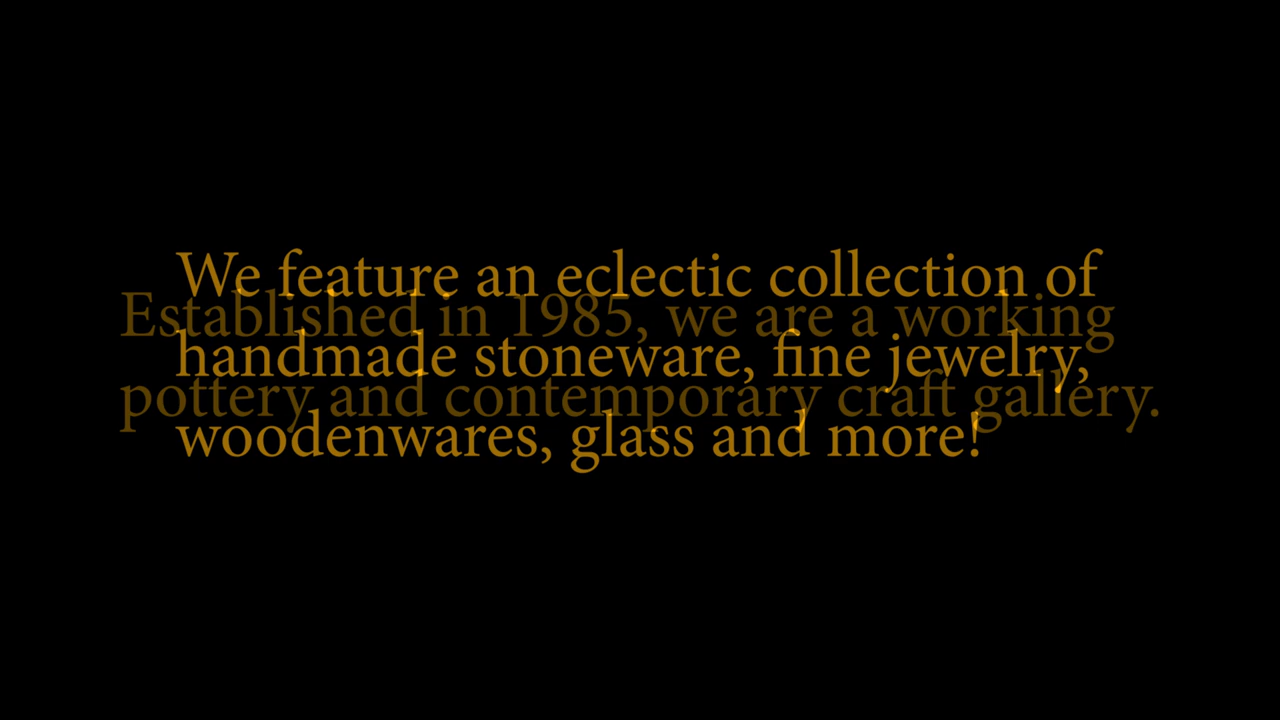 We feature an eclectic collection of
Established in 1985, we are a working
handmade stoneware, fine jewelry,
pottery and contemporary craft gallery.
woodenwares, glass and more!